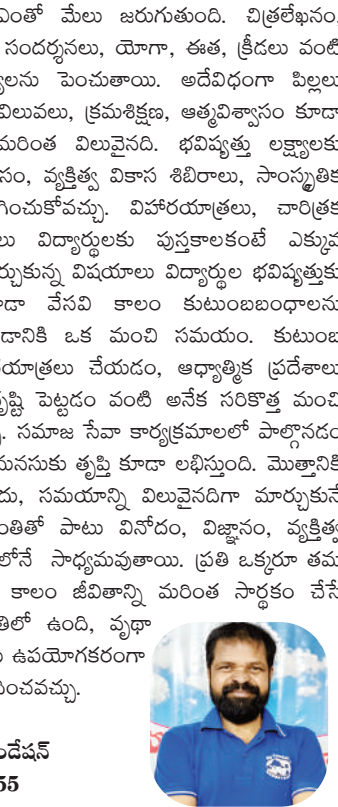 ఎంతో మేలు జరుగుతుంది. చిత్రలేఖనం,
సందర్శనలు, యోగా, ఈత, క్రీడలు వంటి
లను పెంచుతాయి. అదేవిధంగా పిల్లలు
విలువలు, క్రమశిక్షణ, ఆత్మవిశ్వాసం కూడా
మరింత విలువైనది. భవిష్యత్తు లక్ష్యాలకు
సం, వ్యక్తిత్వ వికాస శిబిరాలు, సాంస్కృతిక
గించుకోవచ్చు. విహారయాత్రలు, చారిత్రక
లు విద్యార్థులకు పుస్తకాలకంటే ఎక్కువ
ర్చుకున్న విషయాలు విద్యార్థుల భవిష్యత్తుకు
డా వేసవి కాలం కుటుంబబంధాలను
డానికి ఒక మంచి సమయం. కుటుంబ
యాత్రలు చేయడం, ఆధ్యాత్మిక ప్రదేశాలు
ృష్టి పెట్టడం వంటి అనేక సరికొత్త మంచి
సమాజ సేవా కార్యక్రమాలలో పాల్గొనడం
మనసుకు తృప్తి కూడా లభిస్తుంది. మొత్తానికి
దు, సమయాన్ని విలువైనదిగా మార్చుకునే
ంతితో పాటు వినోదం, విజ్ఞానం, వ్యక్తిత్వ
లోనే సాధ్యమవుతాయి. ప్రతి ఒక్కరూ తమ
కాలం జీవితాన్ని మరింత సార్థకం చేసే
తిలో ఉంది, వృథా
ఉపయోగకరంగా
పించవచ్చు.
ండేషన్
55